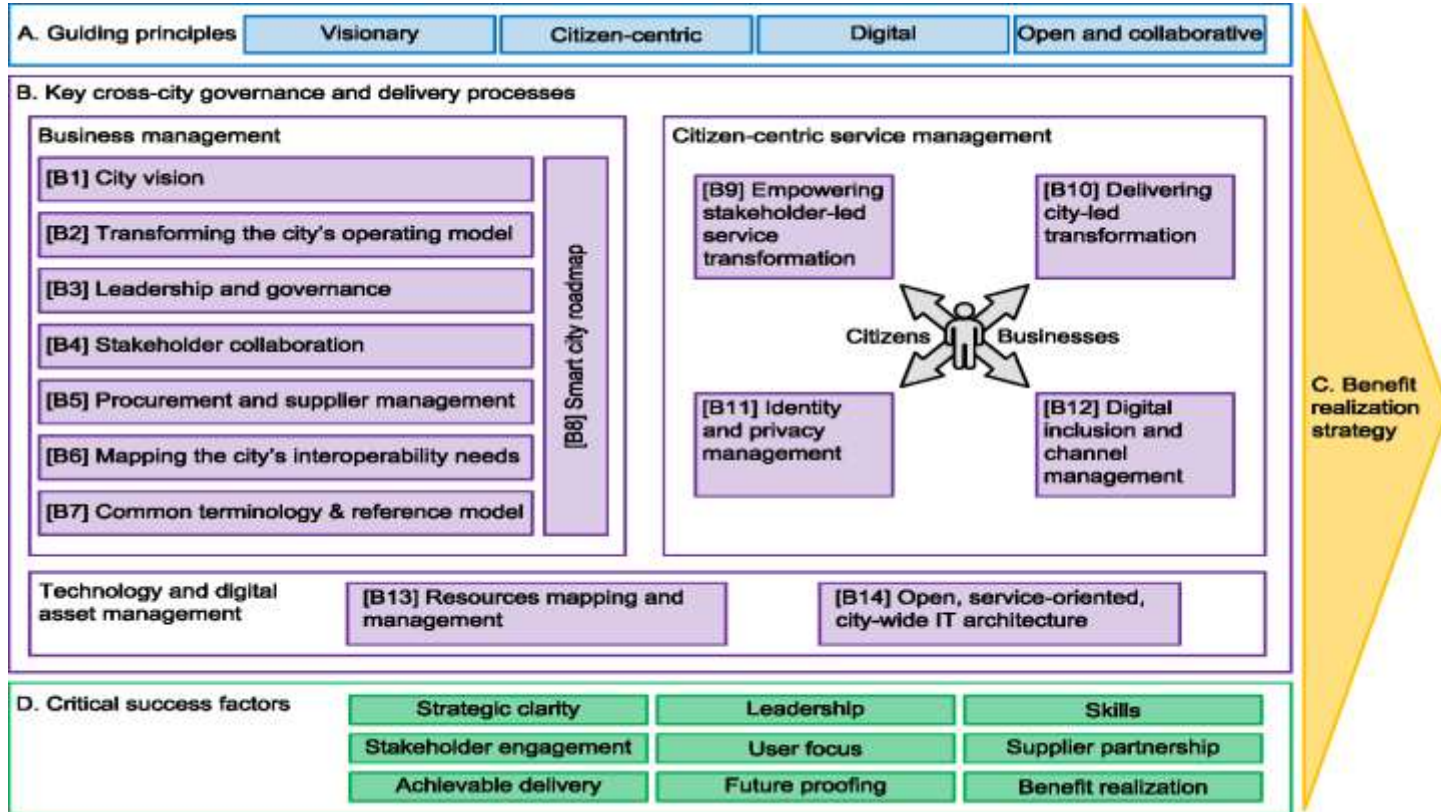 A. Guiding principles
Visionary
Citizen-centric
Digital
Open and collaborative
B. Key cross-city governance and delivery processes
Business management
[B1] City vision
[B2] Transforming the city's operating model
[B3] Leadership and governance
[B4] Stakeholder collaboration
[B5] Procurement and supplier management
[B6] Mapping the city's interoperability needs
[B7] Common terminology & reference model
[B8] Smart city roadmap
Citizen-centric service management
[B9] Empowering
stakeholder-led
service
transformation
[B10] Delivering
city-led
transformation
Citizens
Businesses
[B11] Identity
and privacy
management
[B12] Digital
inclusion and
channel
management
Technology and digital
asset management
[B13] Resources mapping and
management
[B14] Open, service-oriented,
city-wide IT architecture
C. Benefit
realization
strategy
D. Critical success factors
Strategic clarity
Leadership
Skills
Stakeholder engagement
User focus
Supplier partnership
Achievable delivery
Future proofing
Benefit realization